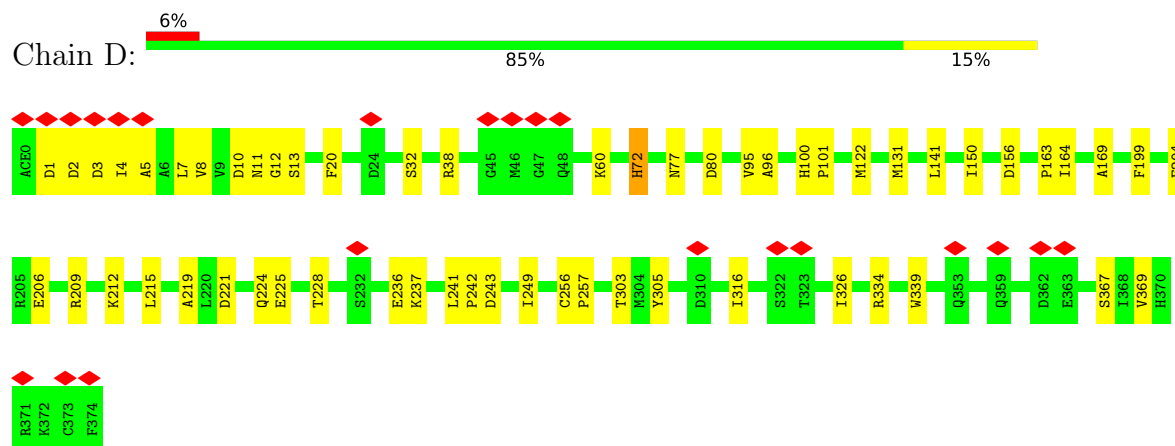 6%
Chain D:
85% 15%
ACE0 D1 D2 D3 I4 A5 A6 L7 V8 V9 D10 N11 G12 S13 F20 D24 S32 R38 G45 M46 G47 Q48 K60 H72 N77 D80 V95 A96 H100 P101 M122 M131 L141 I150 D156 P163 I164 A169 F199
R205 E206 R209 K212 L215 A219 L220 D221 Q224 E225 T228 S232 E236 K237 L241 P242 D243 I249 C256 P257 T303 M304 Y305 D310 I316 S322 T323 I326 R334 W339 Q353 Q359 D362 E363 S367 I368 V369 H370
R371 K372 C373 F374